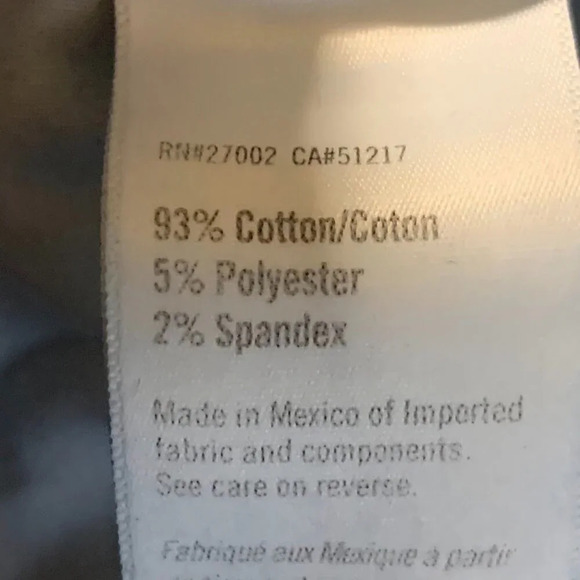 RN#27002 CA#51217
93% Cotton/Coton
5% Polyester
2% Spandex
Made in Mexico of Imported
fabric and components.
See care on reverse.
Fabriqué aux Mexique à partir